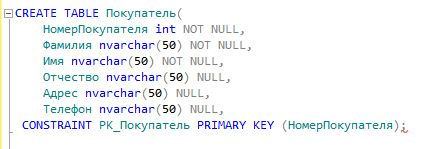 CREATE TABLE Покупатель(
НомерПокупателя int NOT NULL,
Фамилия nvarchar(50) NOT NULL,
Имя nvarchar(50) NOT NULL,
Отчество nvarchar(50) NULL,
Адрес nvarchar(50) NULL,
Телефон nvarchar(50) NULL,
CONSTRAINT PK_Покупатель PRIMARY KEY (НомерПокупателя);